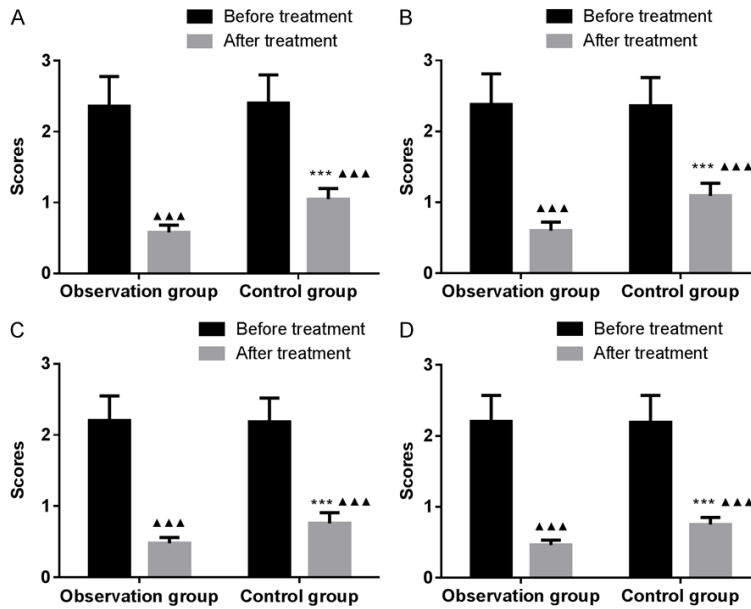 A
Before treatment
After treatment
Scores
3
2
1
0
▲▲▲
*** ▲▲▲
Observation group Control group
B
Before treatment
After treatment
Scores
3
2
1
0
▲▲▲
*** ▲▲▲
Observation group Control group
C
Before treatment
After treatment
Scores
3
2
1
0
▲▲▲
*** ▲▲▲
Observation group Control group
D
Before treatment
After treatment
Scores
3
2
1
0
▲▲▲
*** ▲▲▲
Observation group Control group